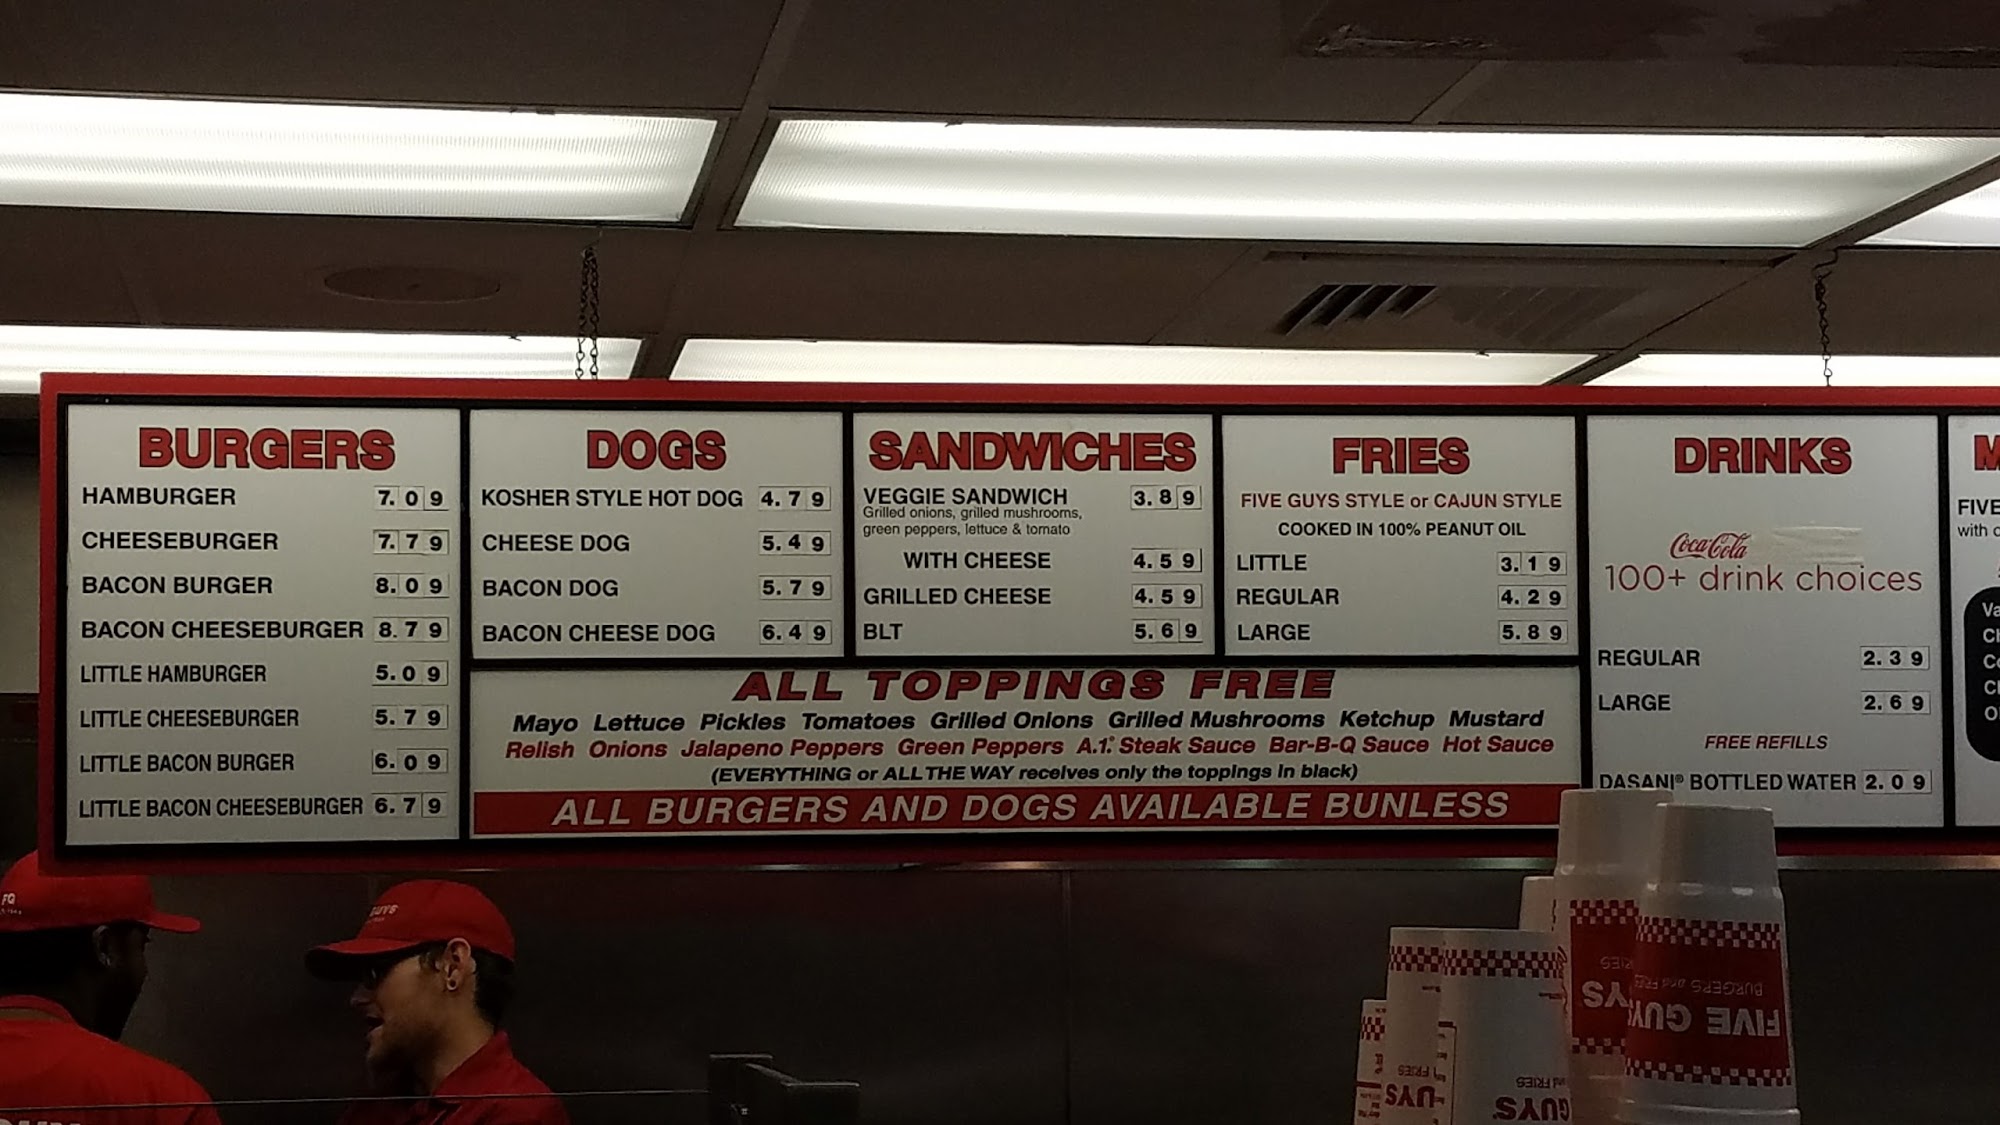 BURGERS
HAMBURGER 7.09
CHEESEBURGER 7.79
BACON BURGER 8.09
BACON CHEESEBURGER 8.79
LITTLE HAMBURGER 5.09
LITTLE CHEESEBURGER 5.79
LITTLE BACON BURGER 6.09
LITTLE BACON CHEESEBURGER 6.79
DOGS
KOSHER STYLE HOT DOG 4.79
CHEESE DOG 5.49
BACON DOG 5.79
BACON CHEESE DOG 6.49
SANDWICHES
VEGGIE SANDWICH 3.89
Grilled onions, grilled mushrooms,
green peppers, lettuce & tomato
WITH CHEESE 4.59
GRILLED CHEESE 4.59
BLT 5.69
FRIES
FIVE GUYS STYLE or CAJUN STYLE
COOKED IN 100% PEANUT OIL
LITTLE 3.19
REGULAR 4.29
LARGE 5.89
ALL TOPPINGS FREE
Mayo Lettuce Pickles Tomatoes Grilled Onions Grilled Mushrooms Ketchup Mustard
Relish Onions Jalapeno Peppers Green Peppers A.1.® Steak Sauce Bar-B-Q Sauce Hot Sauce
(EVERYTHING or ALL THE WAY receives only the toppings in black)
ALL BURGERS AND DOGS AVAILABLE BUNLESS
DRINKS
Coca-Cola
100+ drink choices
REGULAR 2.39
LARGE 2.69
FREE REFILLS
DASANI® BOTTLED WATER 2.09
FIVE
with
FG
GUYS
FIVE GUYS
BURGERS and FRIES
GUYS